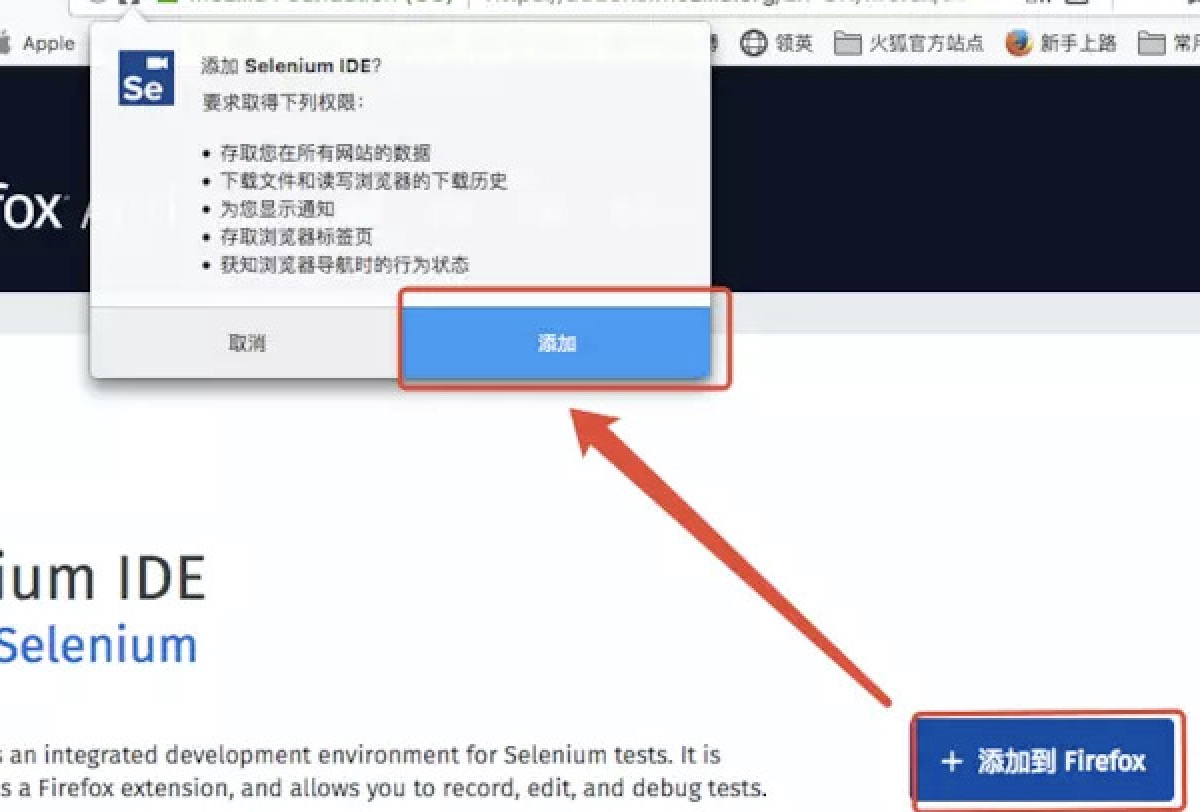 Apple
领英
火狐官方站点
新手上路
Se
添加 Selenium IDE?
要求取得下列权限：
• 存取您在所有网站的数据
• 下载文件和读写浏览器的下载历史
• 为您显示通知
• 存取浏览器标签页
• 获知浏览器导航时的行为状态
取消
添加
ium IDE
Selenium
s an integrated development environment for Selenium tests. It is
s a Firefox extension, and allows you to record, edit, and debug tests.
+ 添加到 Firefox